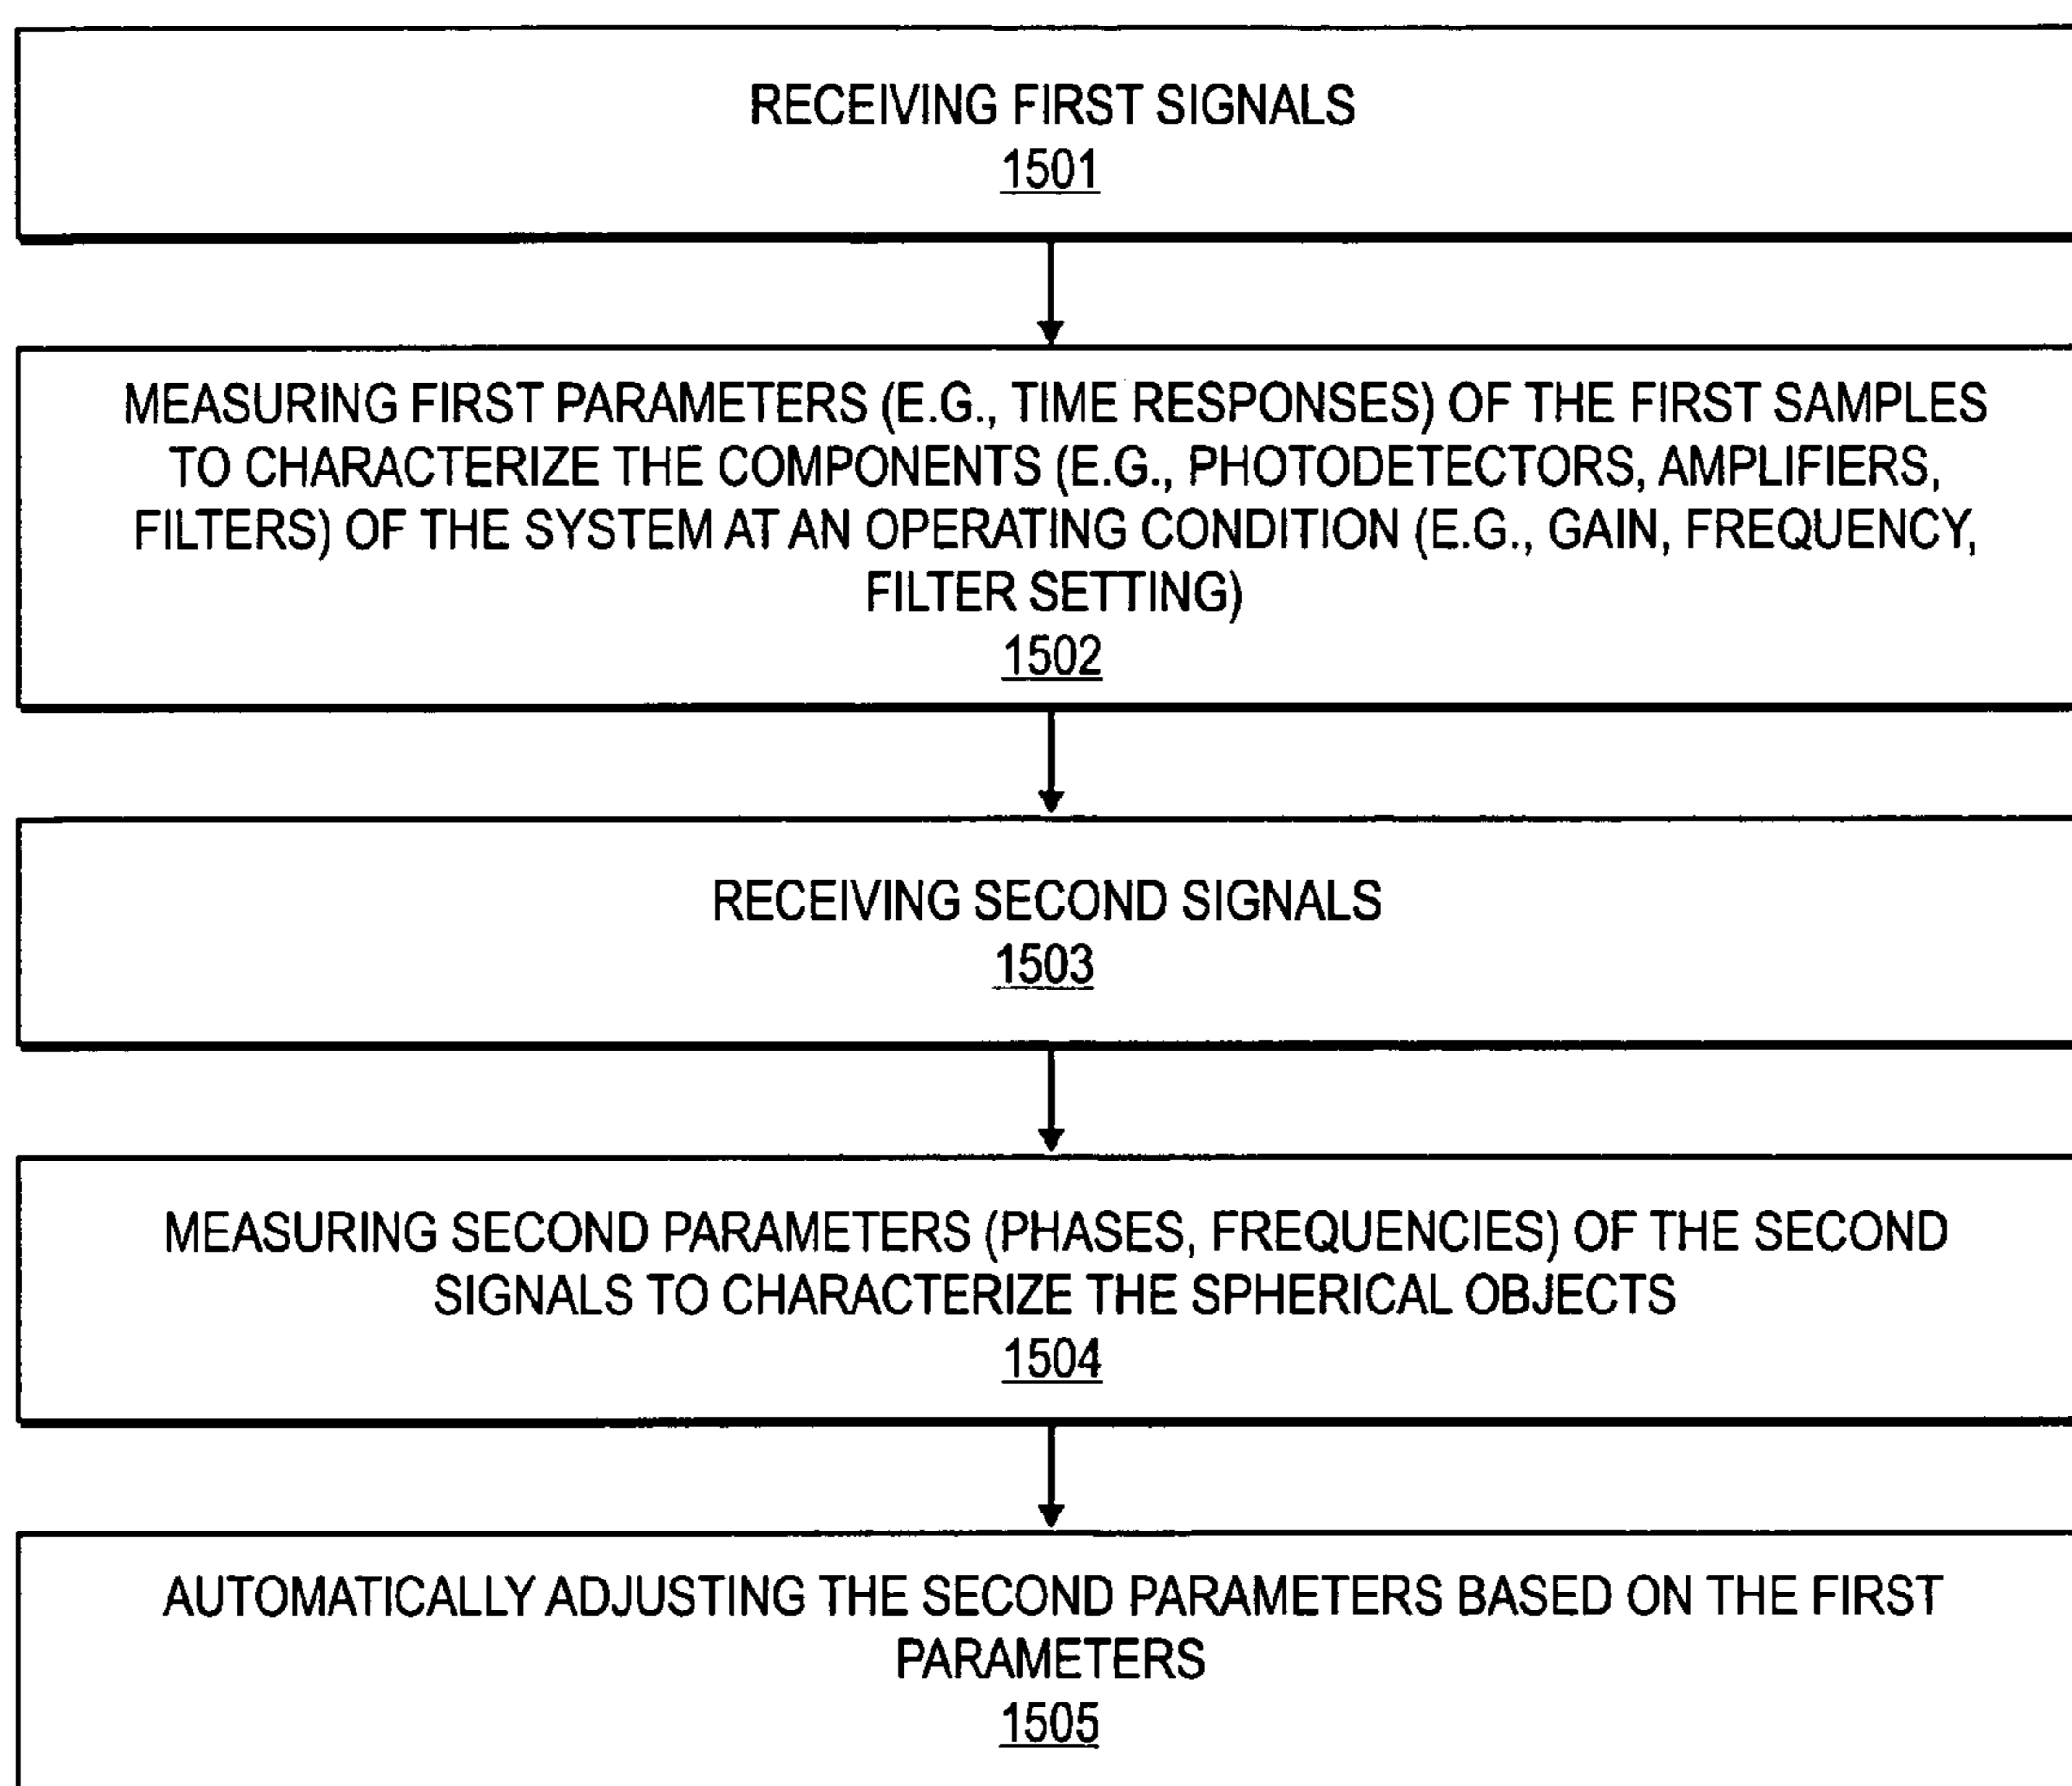 RECEIVING FIRST SIGNALS
1501
MEASURING FIRST PARAMETERS (E.G., TIME RESPONSES) OF THE FIRST SAMPLES
TO CHARACTERIZE THE COMPONENTS (E.G., PHOTODETECTORS, AMPLIFIERS,
FILTERS) OF THE SYSTEM AT AN OPERATING CONDITION (E.G., GAIN, FREQUENCY,
FILTER SETTING)
1502
RECEIVING SECOND SIGNALS
1503
MEASURING SECOND PARAMETERS (PHASES, FREQUENCIES) OF THE SECOND
SIGNALS TO CHARACTERIZE THE SPHERICAL OBJECTS
1504
AUTOMATICALLY ADJUSTING THE SECOND PARAMETERS BASED ON THE FIRST
PARAMETERS
1505